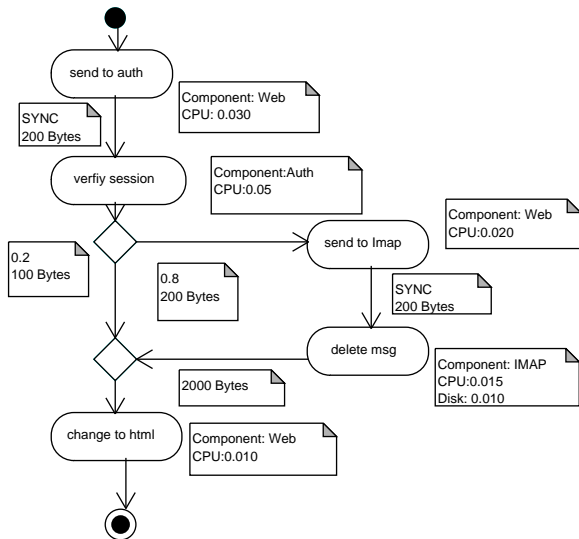 send to auth
Component: Web
CPU: 0.030
SYNC
200 Bytes
verfiy session
Component:Auth
CPU:0.05
send to Imap
Component: Web
CPU:0.020
0.2
100 Bytes
0.8
200 Bytes
SYNC
200 Bytes
delete msg
Component: IMAP
CPU:0.015
Disk: 0.010
2000 Bytes
change to html
Component: Web
CPU:0.010